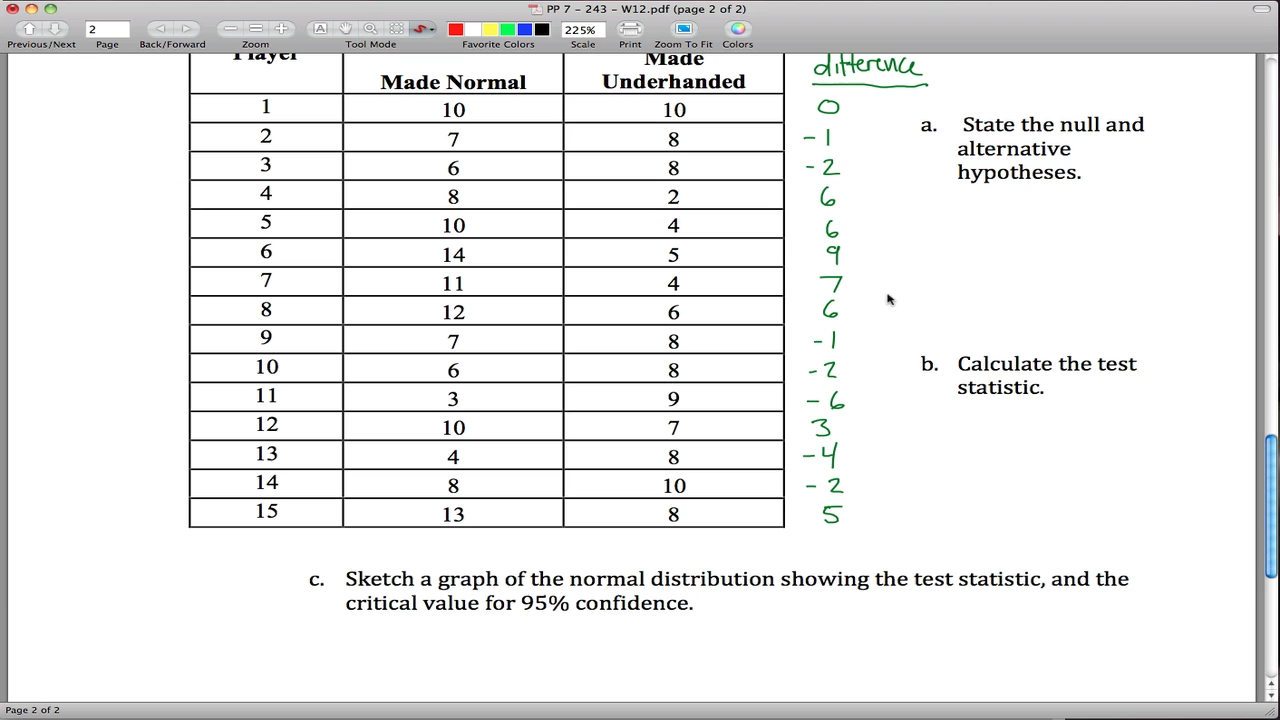 PP 7 - 243 - W12.pdf (page 2 of 2)
2
225%
Previous/Next Page Back/Forward Zoom Tool Mode Favorite Colors Scale Print Zoom To Fit Colors
Player Made Normal Made Underhanded difference
1 10 10 0
2 7 8 -1
3 6 8 -2
4 8 2 6
5 10 4 6
6 14 5 9
7 11 4 7
8 12 6 6
9 7 8 -1
10 6 8 -2
11 3 9 -6
12 10 7 3
13 4 8 -4
14 8 10 -2
15 13 8 5
a. State the null and
alternative
hypotheses.
b. Calculate the test
statistic.
c. Sketch a graph of the normal distribution showing the test statistic, and the
critical value for 95% confidence.
Page 2 of 2